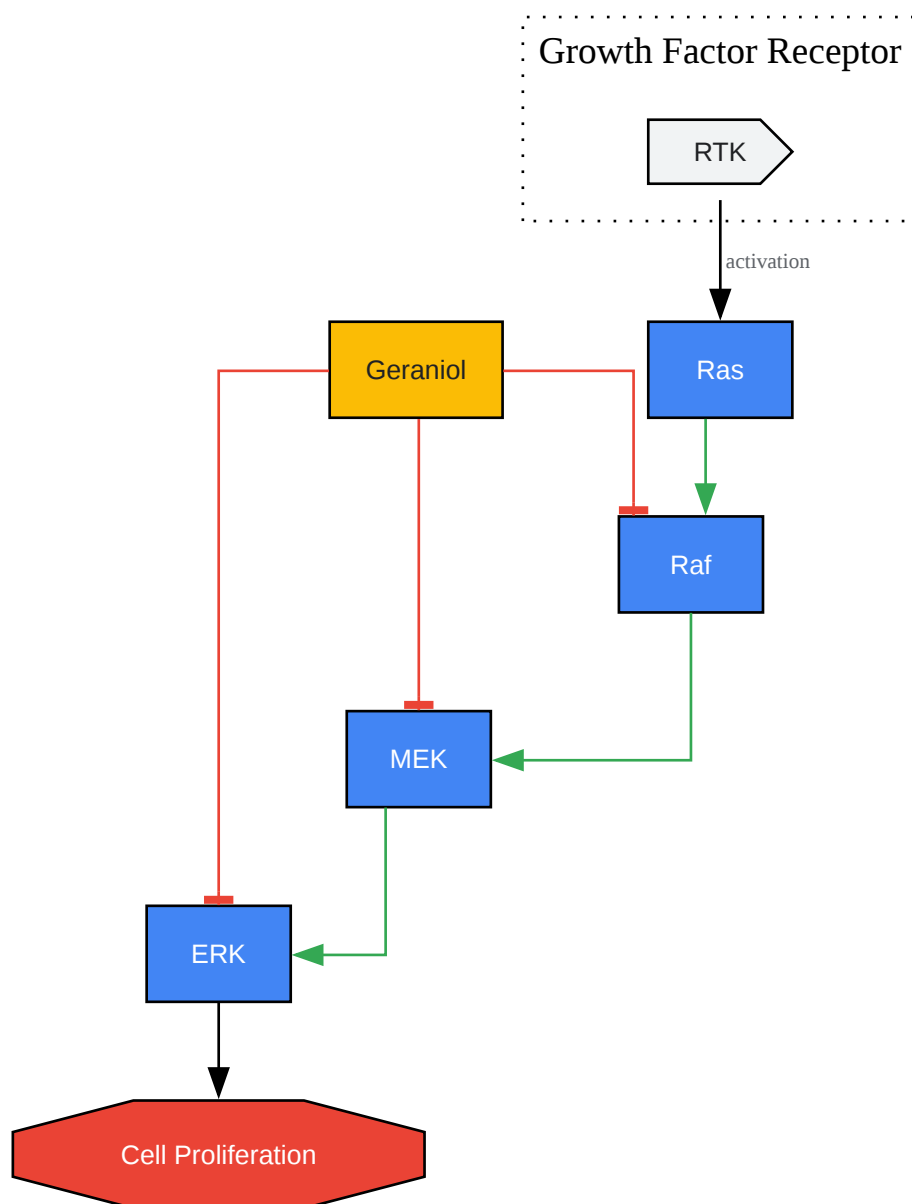 Growth Factor Receptor
RTK
activation
Geraniol
Ras
Raf
MEK
ERK
Cell Proliferation